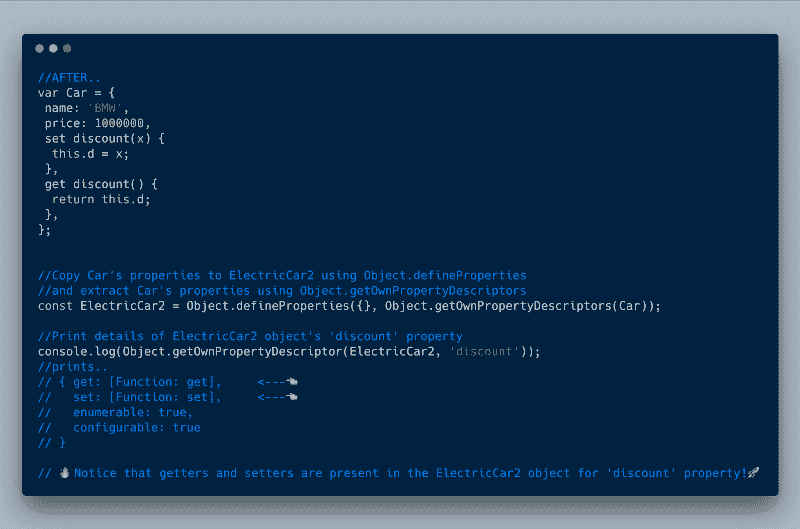 //AFTER..
var Car = {
 name: 'BMW',
 price: 1000000,
 set discount(x) {
  this.d = x;
 },
 get discount() {
  return this.d;
 },
};
//Copy Car's properties to ElectricCar2 using Object.defineProperties
//and extract Car's properties using Object.getOwnPropertyDescriptors
const ElectricCar2 = Object.defineProperties({}, Object.getOwnPropertyDescriptors(Car));
//Print details of ElectricCar2 object's 'discount' property
console.log(Object.getOwnPropertyDescriptor(ElectricCar2, 'discount'));
//prints..
// { get: [Function: get],     <---👈
//   set: [Function: set],     <---👈
//   enumerable: true,
//   configurable: true
// }
// 👆Notice that getters and setters are present in the ElectricCar2 object for 'discount' property!🚀